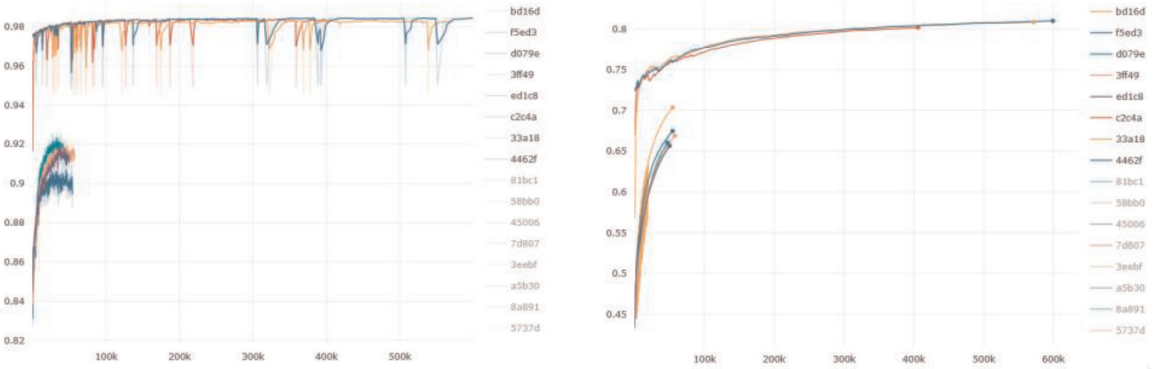 0.98
0.96
0.94
0.92
0.9
0.88
0.86
0.84
0.82
100k
200k
300k
400k
500k
bd16d
f5ed3
d079e
3ff49
ed1c8
c2c4a
33a18
4462f
81bc1
58bb0
45006
7d807
3eebf
a5b30
8a891
5737d
0.8
0.75
0.7
0.65
0.6
0.55
0.5
0.45
100k
200k
300k
400k
500k
600k
bd16d
f5ed3
d079e
3ff49
ed1c8
c2c4a
33a18
4462f
81bc1
58bb0
45006
7d807
3eebf
a5b30
8a891
5737d